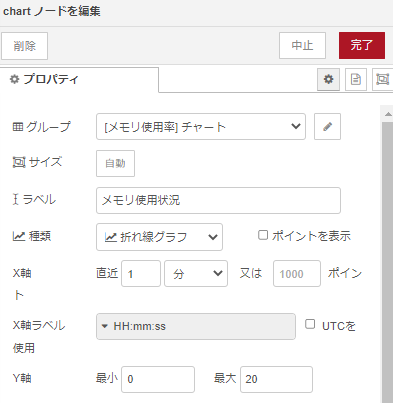 chart ノードを編集
削除 中止 完了
プロパティ
グループ [メモリ使用率] チャート
サイズ 自動
ラベル メモリ使用状況
種類 折れ線グラフ ポイントを表示
X軸 直近 1 分 又は 1000 ポイン
ト
X軸ラベル HH:mm:ss UTCを
使用
Y軸 最小 0 最大 20